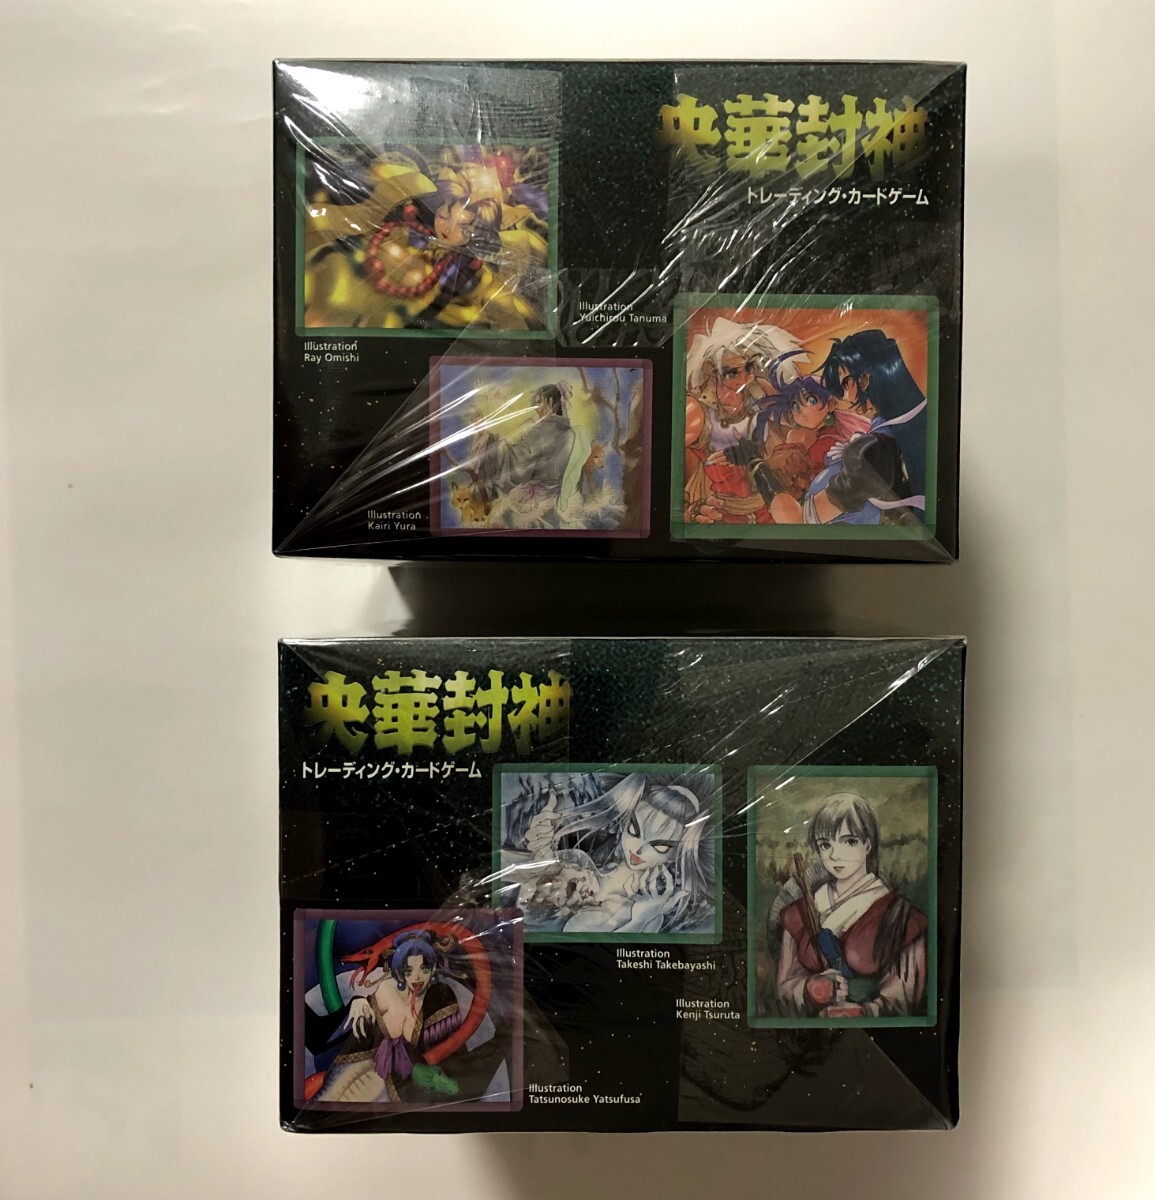 央華封神
トレーディング・カードゲーム
Illustration
Ray Omishi
Illustration
Yuichirou Tanuma
Illustration
Kairi Yura
央華封神
トレーディング・カードゲーム
Illustration
Takeshi Takebayashi
Illustration
Kenji Tsuruta
Illustration
Tatsunosuke Yatsufusa